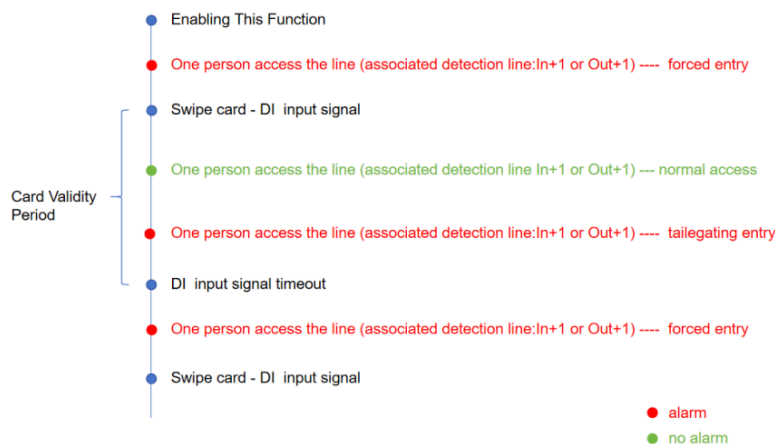 Enabling This Function
One person access the line (associated detection line:In+1 or Out+1) ---- forced entry
Swipe card - DI input signal
One person access the line (associated detection line In+1 or Out+1) --- normal access
Card Validity
Period
One person access the line (associated detection line:In+1 or Out+1) ---- tailegating entry
DI input signal timeout
One person access the line (associated detection line:In+1 or Out+1) ---- forced entry
Swipe card - DI input signal
alarm
no alarm